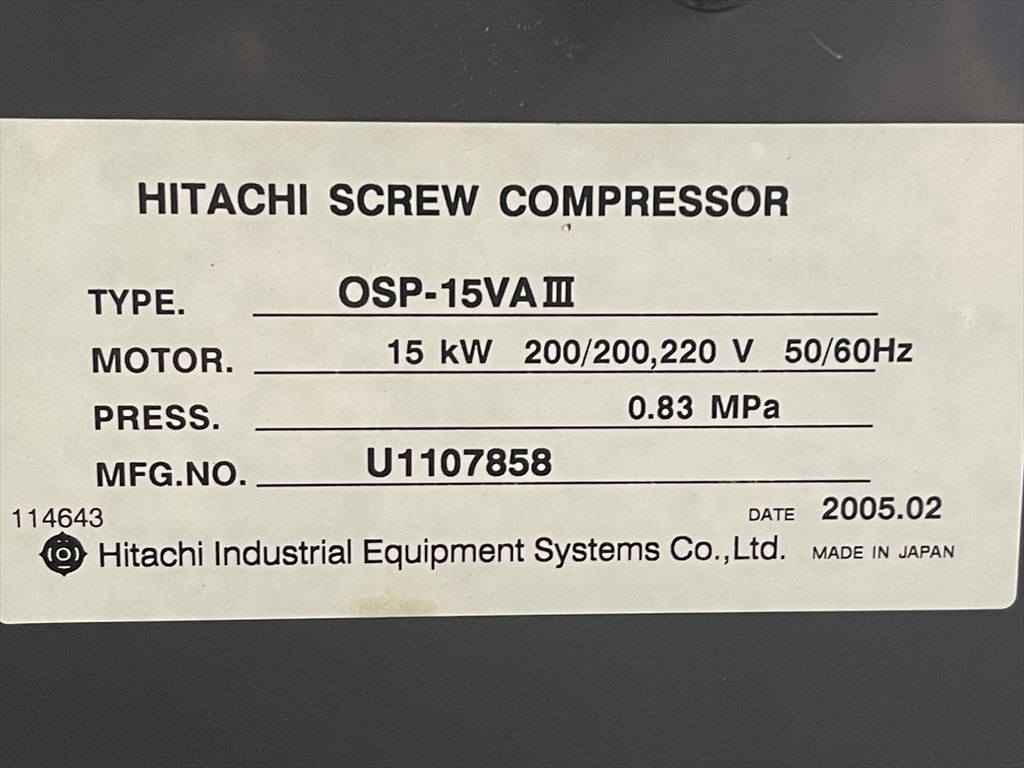 HITACHI SCREW COMPRESSOR
TYPE. OSP-15VAⅢ
MOTOR. 15 kW 200/200,220 V 50/60Hz
PRESS. 0.83 MPa
MFG.NO. U1107858
114643 DATE 2005.02
Hitachi Industrial Equipment Systems Co.,Ltd. MADE IN JAPAN